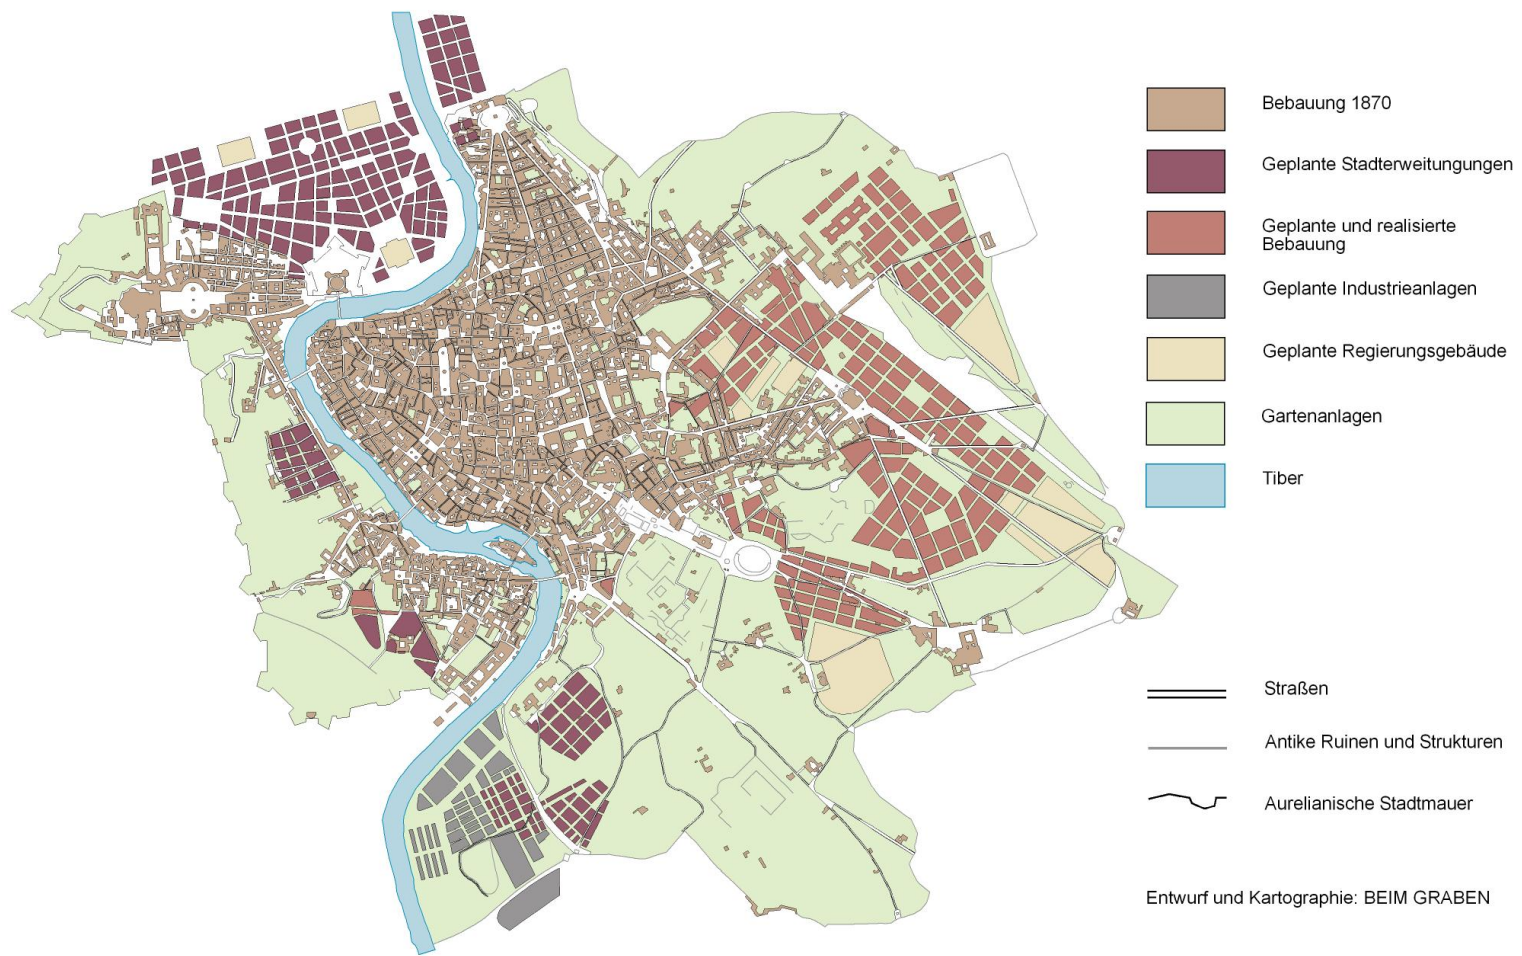 Bebauung 1870
Geplante Stadterweitungungen
Geplante und realisierte
Bebauung
Geplante Industrieanlagen
Geplante Regierungsgebäude
Gartenanlagen
Tiber
Straßen
Antike Ruinen und Strukturen
Aurelianische Stadtmauer
Entwurf und Kartographie: BEIM GRABEN